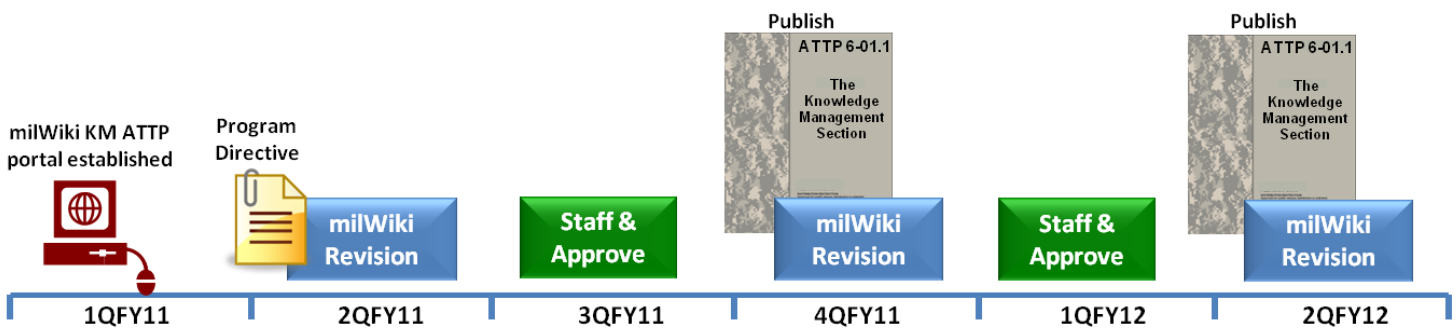 milWiki KM ATTP
portal established
Program
Directive
milWiki
Revision
Staff &
Approve
Publish
ATTP 6-01.1
The
Knowledge
Management
Section
milWiki
Revision
Staff &
Approve
Publish
ATTP 6-01.1
The
Knowledge
Management
Section
milWiki
Revision
1QFY11
2QFY11
3QFY11
4QFY11
1QFY12
2QFY12